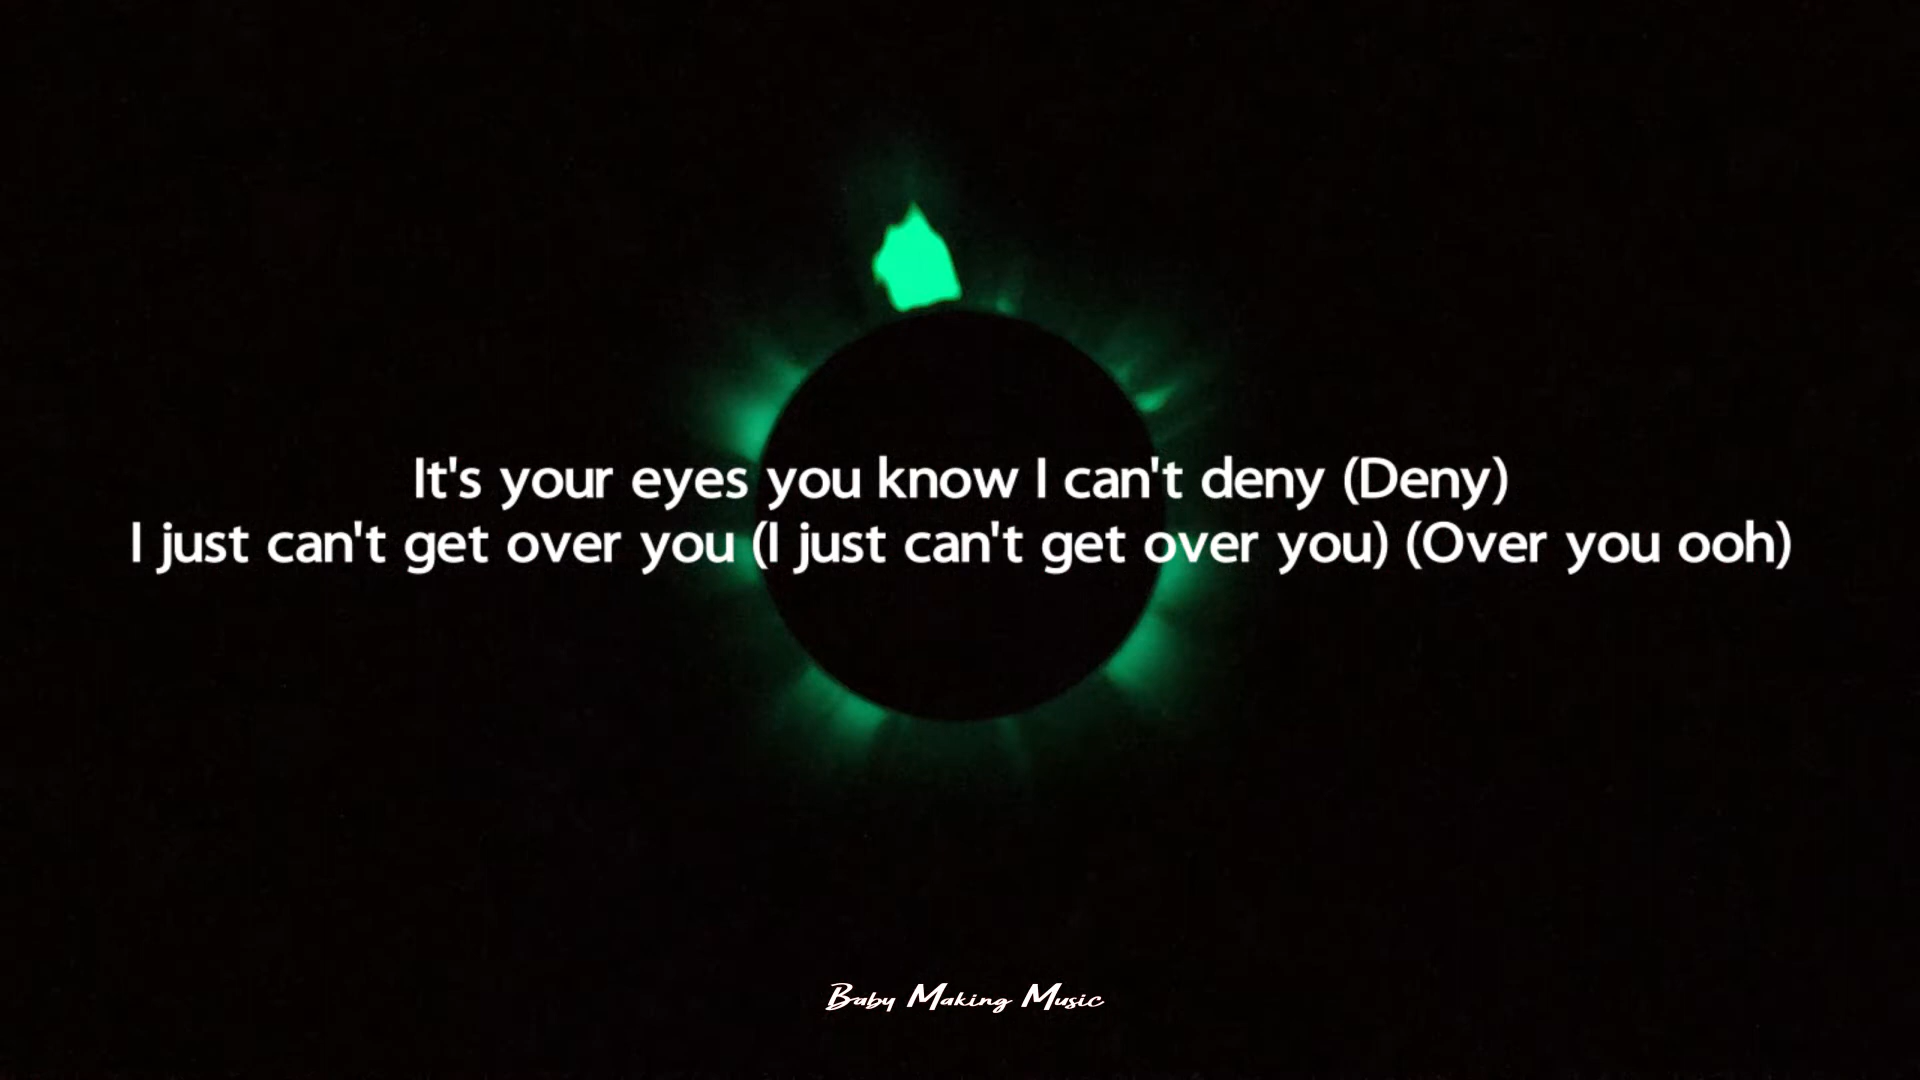 It's your eyes you know I can't deny (Deny)
I just can't get over you (I just can't get over you) (Over you ooh)
Baby Making Music